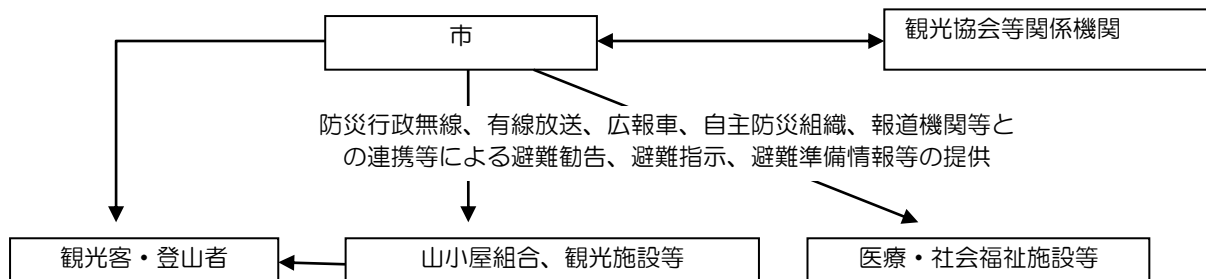 市
観光協会等関係機関
防災行政無線、有線放送、広報車、自主防災組織、報道機関等と
の連携等による避難勧告、避難指示、避難準備情報等の提供
観光客・登山者
山小屋組合、観光施設等
医療・社会福祉施設等